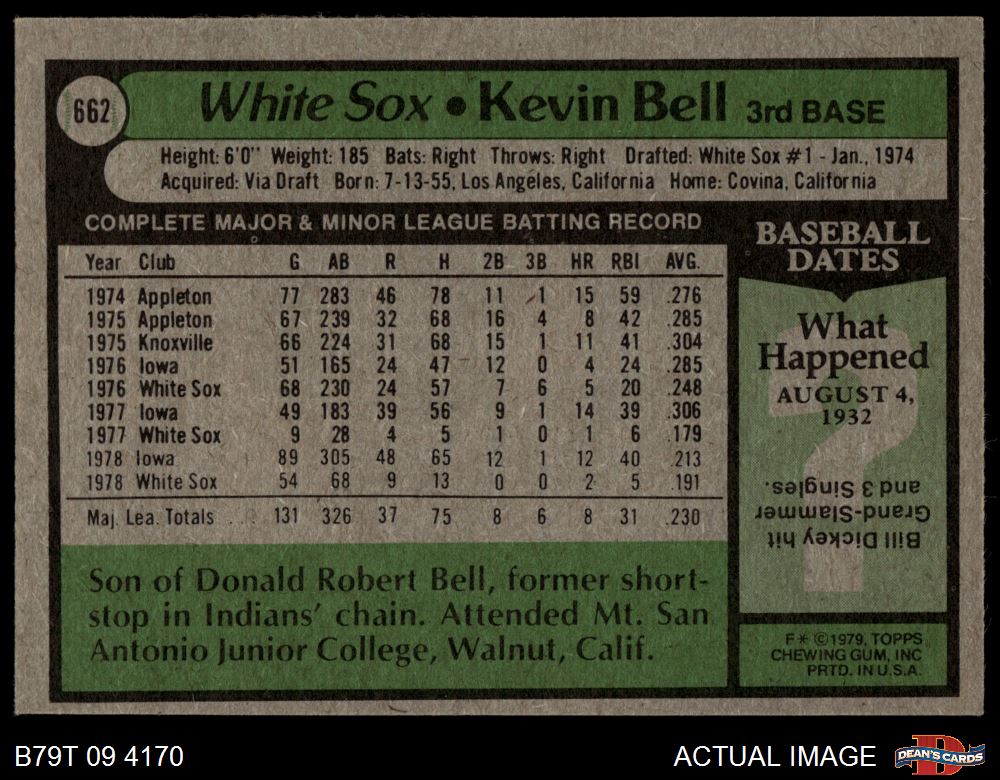 662
White Sox • Kevin Bell 3rd BASE
Height: 6'0" Weight: 185 Bats: Right Throws: Right Drafted: White Sox #1 - Jan., 1974
Acquired: Via Draft Born: 7-13-55, Los Angeles, California Home: Covina, California
COMPLETE MAJOR & MINOR LEAGUE BATTING RECORD
Year Club G AB R H 2B 3B HR RBI AVG.
1974 Appleton 77 283 46 78 11 1 15 59 .276
1975 Appleton 67 239 32 68 16 4 8 42 .285
1975 Knoxville 66 224 31 68 15 1 11 41 .304
1976 Iowa 51 165 24 47 12 0 4 24 .285
1976 White Sox 68 230 24 57 7 6 5 20 .248
1977 Iowa 49 183 39 56 9 1 14 39 .306
1977 White Sox 9 28 4 5 1 0 1 6 .179
1978 Iowa 89 305 48 65 12 1 12 40 .213
1978 White Sox 54 68 9 13 0 0 2 5 .191
Maj. Lea. Totals 131 326 37 75 8 6 8 31 .230
Son of Donald Robert Bell, former short-
stop in Indians' chain. Attended Mt. San
Antonio Junior College, Walnut, Calif.
BASEBALL
DATES
What
Happened
AUGUST 4,
1932
?
Bill Dickey hit
Grand-Slammer
and 3 Singles.
F * ©1979, TOPPS
CHEWING GUM, INC
PRTD. IN U.S.A.
B79T 09 4170
ACTUAL IMAGE
D
DEAN'S CARDS